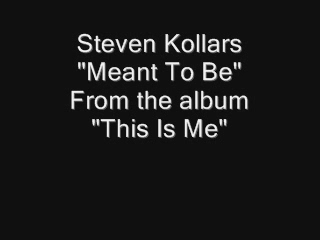 Steven Kollars
"Meant To Be"
From the album
"This Is Me"